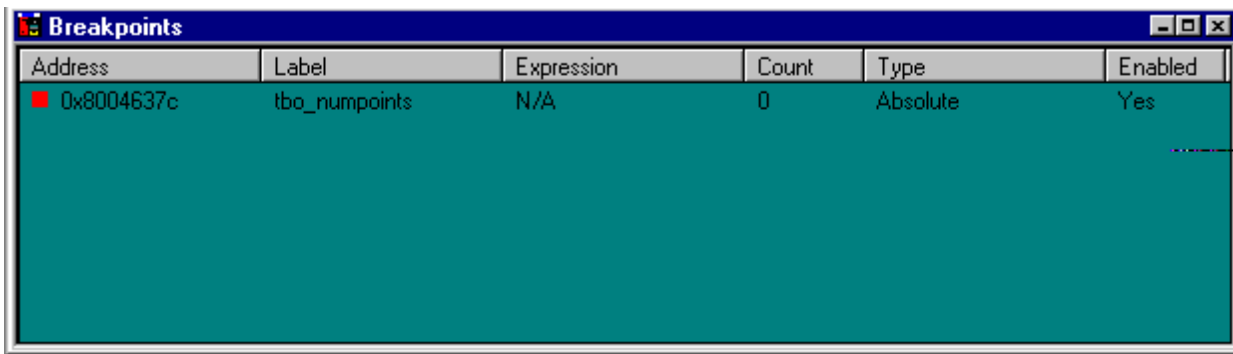 Breakpoints
Address Label Expression Count Type Enabled
0x8004637c tbo_numpoints N/A 0 Absolute Yes